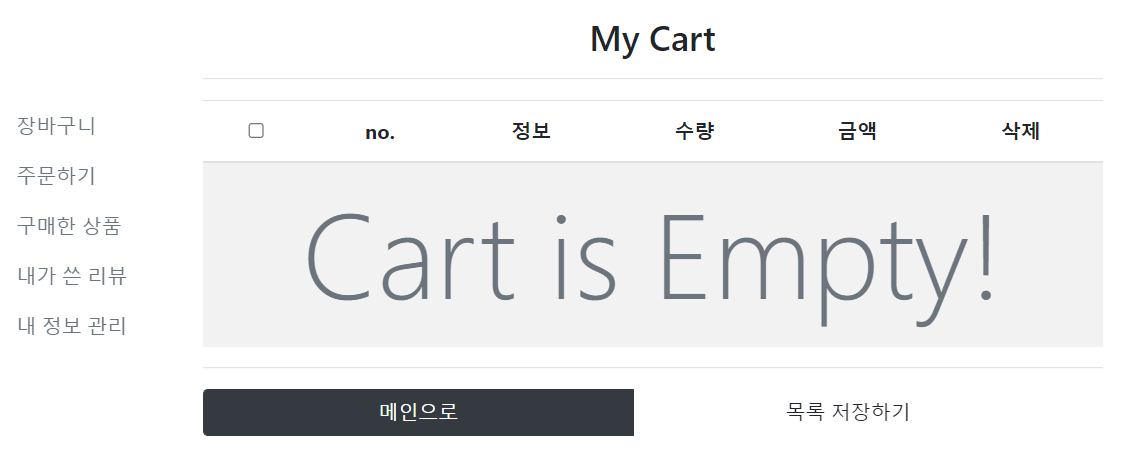 My Cart
장바구니
주문하기
구매한 상품
내가 쓴 리뷰
내 정보 관리
no. 정보 수량 금액 삭제
Cart is Empty!
메인으로 목록 저장하기